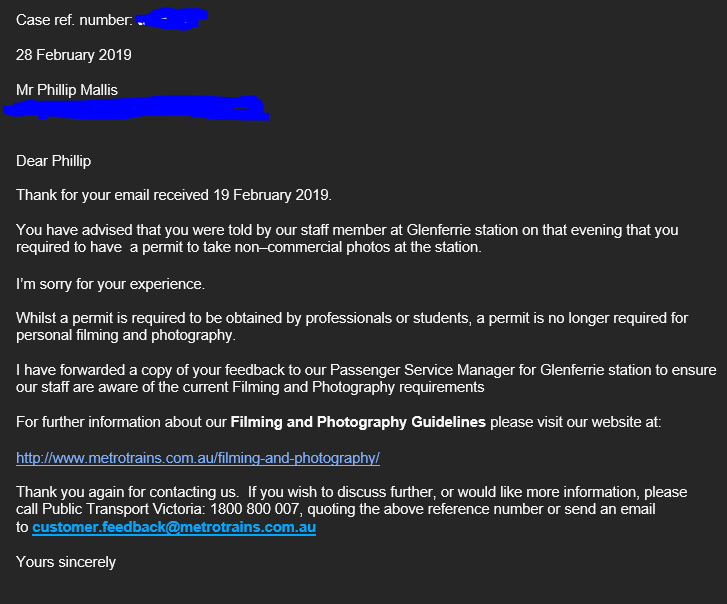 Case ref. number:
28 February 2019
Mr Phillip Mallis
Dear Phillip
Thank for your email received 19 February 2019.
You have advised that you were told by our staff member at Glenferrie station on that evening that you
required to have  a permit to take non–commercial photos at the station.
I'm sorry for your experience.
Whilst a permit is required to be obtained by professionals or students, a permit is no longer required for
personal filming and photography.
I have forwarded a copy of your feedback to our Passenger Service Manager for Glenferrie station to ensure
our staff are aware of the current Filming and Photography requirements
For further information about our Filming and Photography Guidelines please visit our website at:
http://www.metrotrains.com.au/filming-and-photography/
Thank you again for contacting us.  If you wish to discuss further, or would like more information, please
call Public Transport Victoria: 1800 800 007, quoting the above reference number or send an email
to customer.feedback@metrotrains.com.au
Yours sincerely